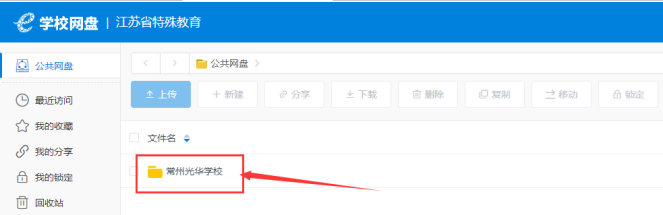 学校网盘 | 江苏省特殊教育
公共网盘
最近访问
我的收藏
我的分享
我的锁定
回收站
< > 公共网盘 >
上传 新建 分享 下载 删除 复制 移动 锁定
文件名
常州光华学校